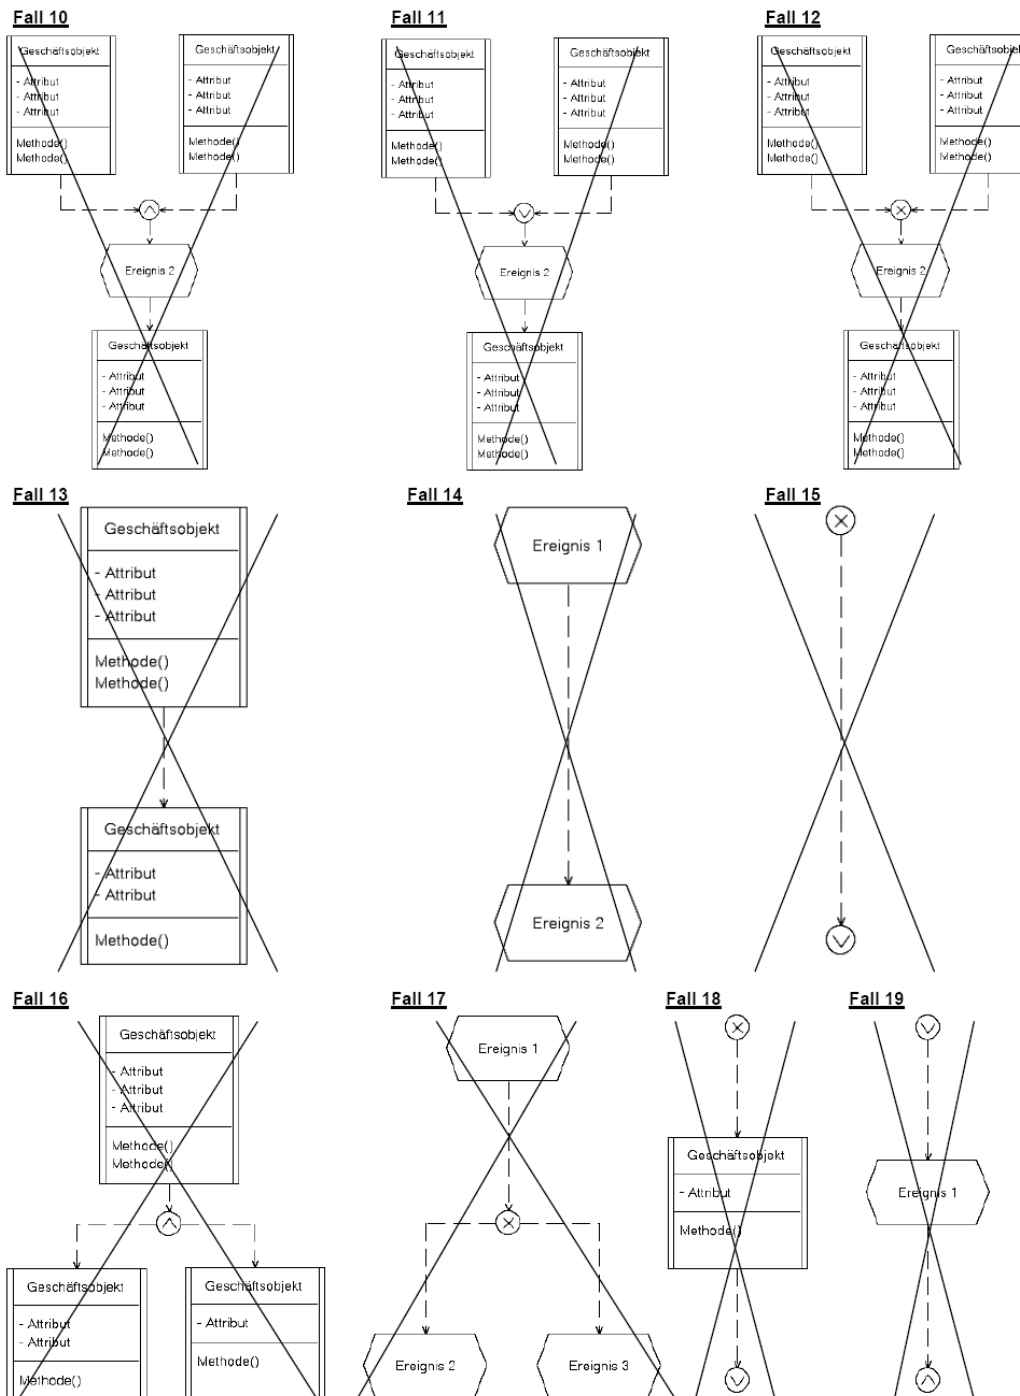 Fall 10
Geschäftsobjekt
- Attribut
- Attribut
- Attribut
Methode()
Methode()
Geschäftsobjekt
- Attribut
- Attribut
- Attribut
Methode()
Methode()
Ereignis 2
Geschäftsobjekt
- Attribut
- Attribut
- Attribut
Methode()
Methode()
Fall 11
Geschäftsobjekt
- Attribut
- Attribut
- Attribut
Methode()
Methode()
Geschäftsobjekt
- Attribut
- Attribut
- Attribut
Methode()
Methode()
Ereignis 2
Geschäftsobjekt
- Attribut
- Attribut
- Attribut
Methode()
Methode()
Fall 12
Geschäftsobjekt
- Attribut
- Attribut
- Attribut
Methode()
Methode()
Geschäftsobjekt
- Attribut
- Attribut
- Attribut
Methode()
Methode()
Ereignis 2
Geschäftsobjekt
- Attribut
- Attribut
- Attribut
Methode()
Methode()
Fall 13
Geschäftsobjekt
- Attribut
- Attribut
- Attribut
Methode()
Methode()
Geschäftsobjekt
- Attribut
- Attribut
Methode()
Fall 14
Ereignis 1
Ereignis 2
Fall 15
Fall 16
Geschäftsobjekt
- Attribut
- Attribut
- Attribut
Methode()
Methode()
Geschäftsobjekt
- Attribut
- Attribut
Methode()
Geschäftsobjekt
- Attribut
Methode()
Fall 17
Ereignis 1
Ereignis 2
Ereignis 3
Fall 18
Geschäftsobjekt
- Attribut
Methode()
Fall 19
Ereignis 1